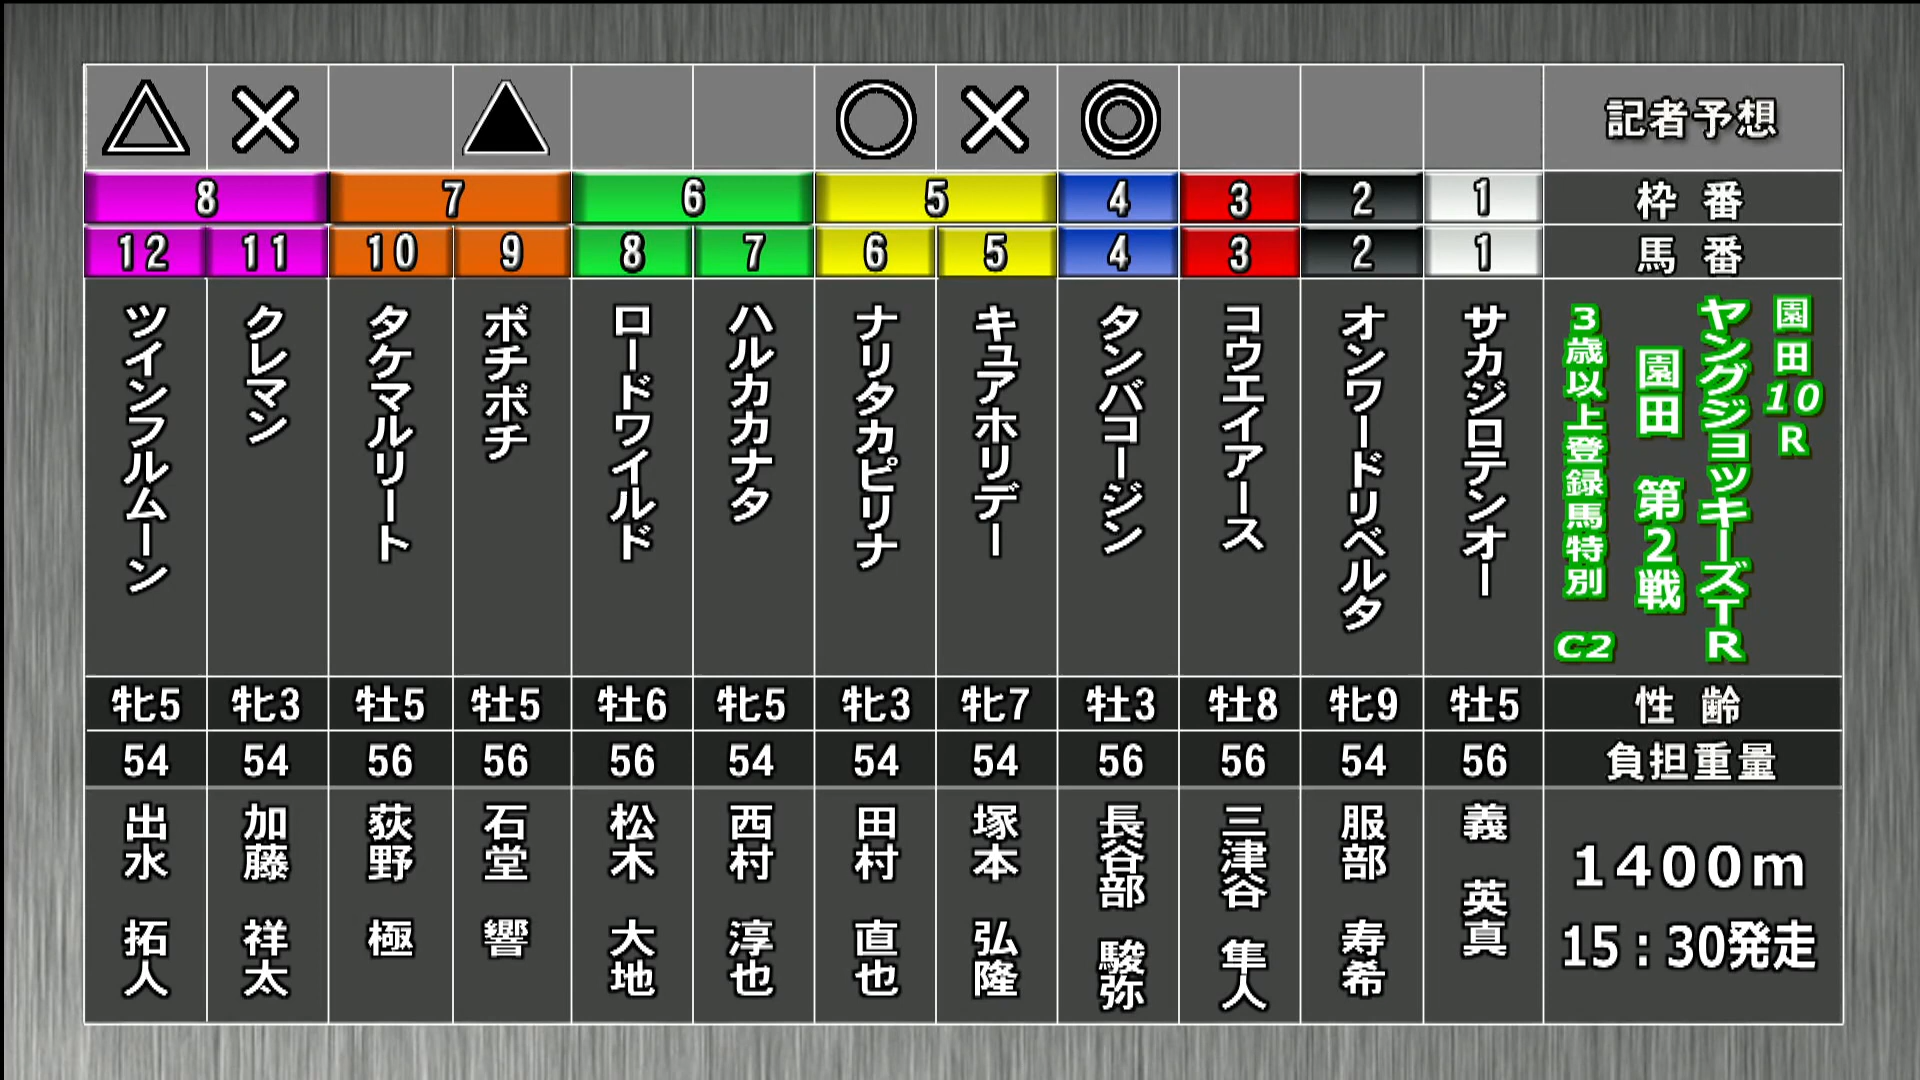 記者予想
枠番 1 2 3 4 5 6 7 8
馬番 1 2 3 4 5 6 7 8 9 10 11 12
園田10R
ヤングジョッキーズTR
園田 第2戦
3歳以上登録馬特別 C2
サカジロテンオー
オンワードリベルタ
コウエイアース
タンバコージン
キュアホリデー
ナリタカピリナ
ハルカカナタ
ロードワイルド
ボチボチ
タケマルリート
クレマン
ツインフルムーン
性齢 牡5 牝9 牡8 牡3 牝7 牝3 牝5 牡6 牡5 牡5 牝3 牝5
負担重量 56 54 56 56 54 54 54 56 56 56 54 54
1400m
15:30発走
義 英真
服部 寿希
三津谷 隼人
長谷部 駿弥
塚本 弘隆
田村 直也
西村 淳也
松木 大地
石堂 響
荻野 極
加藤 祥太
出水 拓人